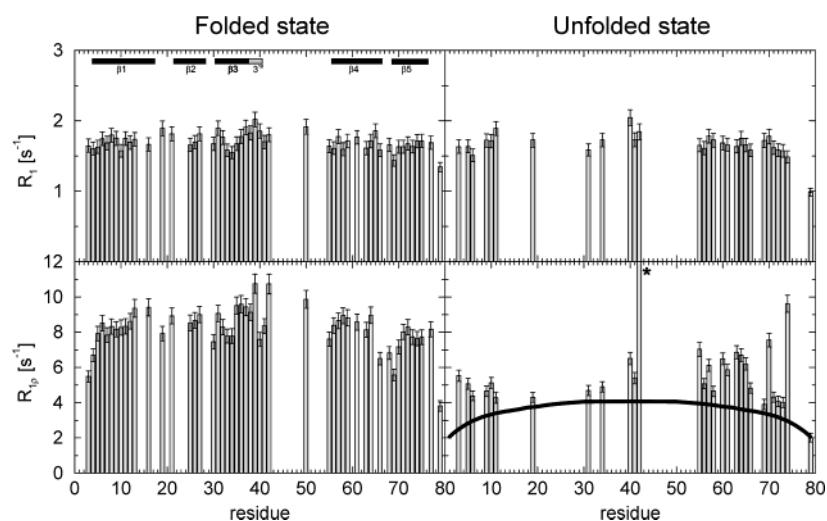 Folded state
Unfolded state
3
2
1
12
R1 [s-1]
β1
β2
β3
3
β4
β5
12
10
8
6
4
2
0
R1ρ [s-1]
*
0 10 20 30 40 50 60 70 80 10 20 30 40 50 60 70 80
residue
residue